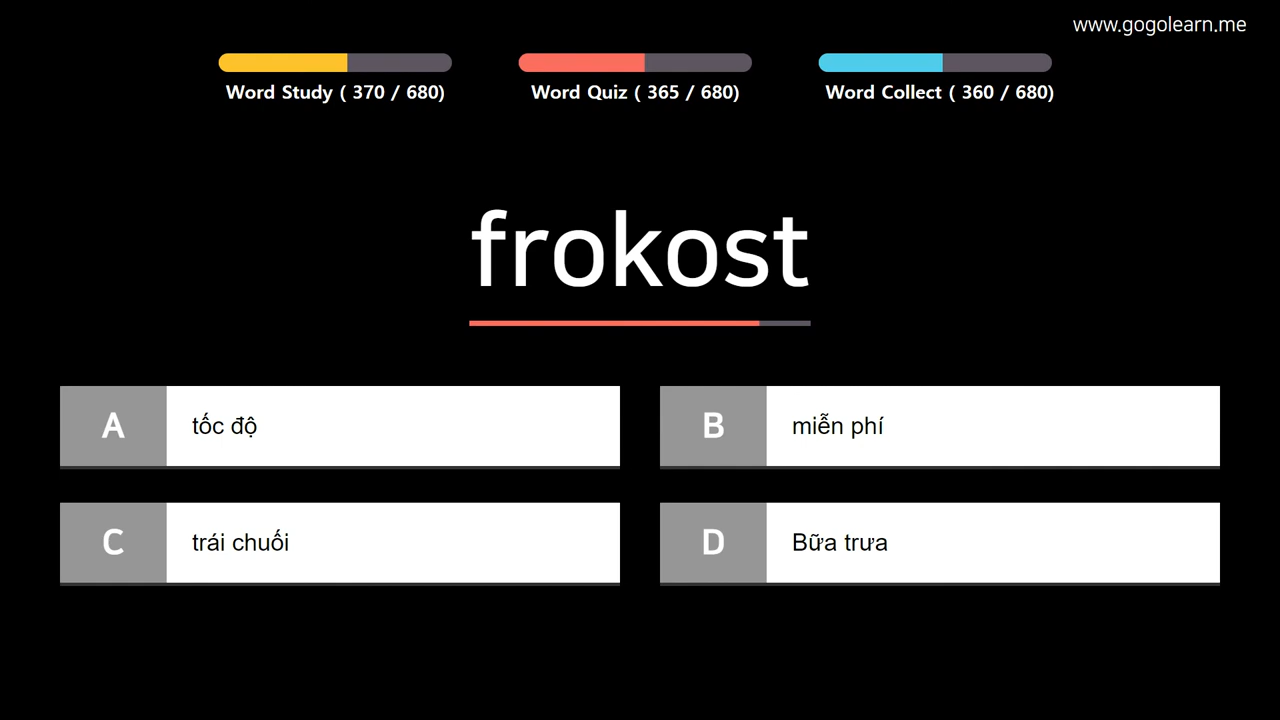 www.gogolearn.me
Word Study ( 370 / 680)
Word Quiz ( 365 / 680)
Word Collect ( 360 / 680)
frokost
A tốc độ
B miễn phí
C trái chuối
D Bữa trưa